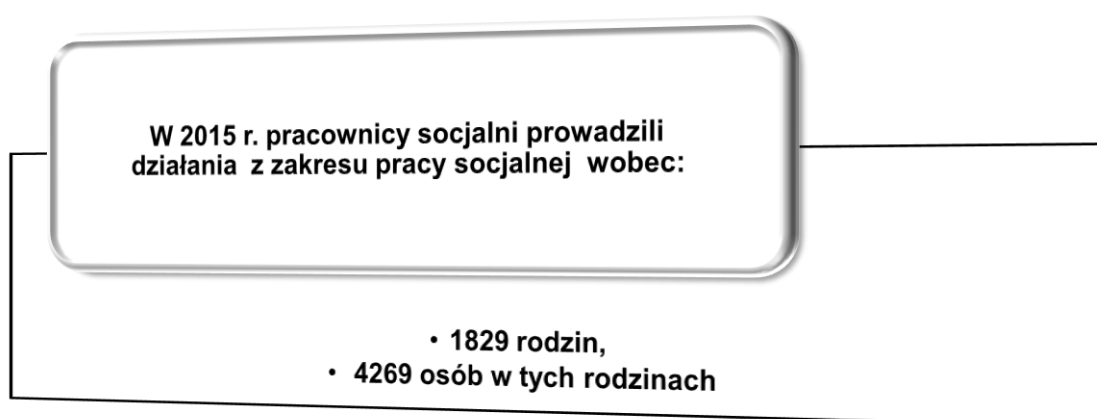 W 2015 r. pracownicy socjalni prowadzili
działania z zakresu pracy socjalnej wobec:
• 1829 rodzin,
• 4269 osób w tych rodzinach